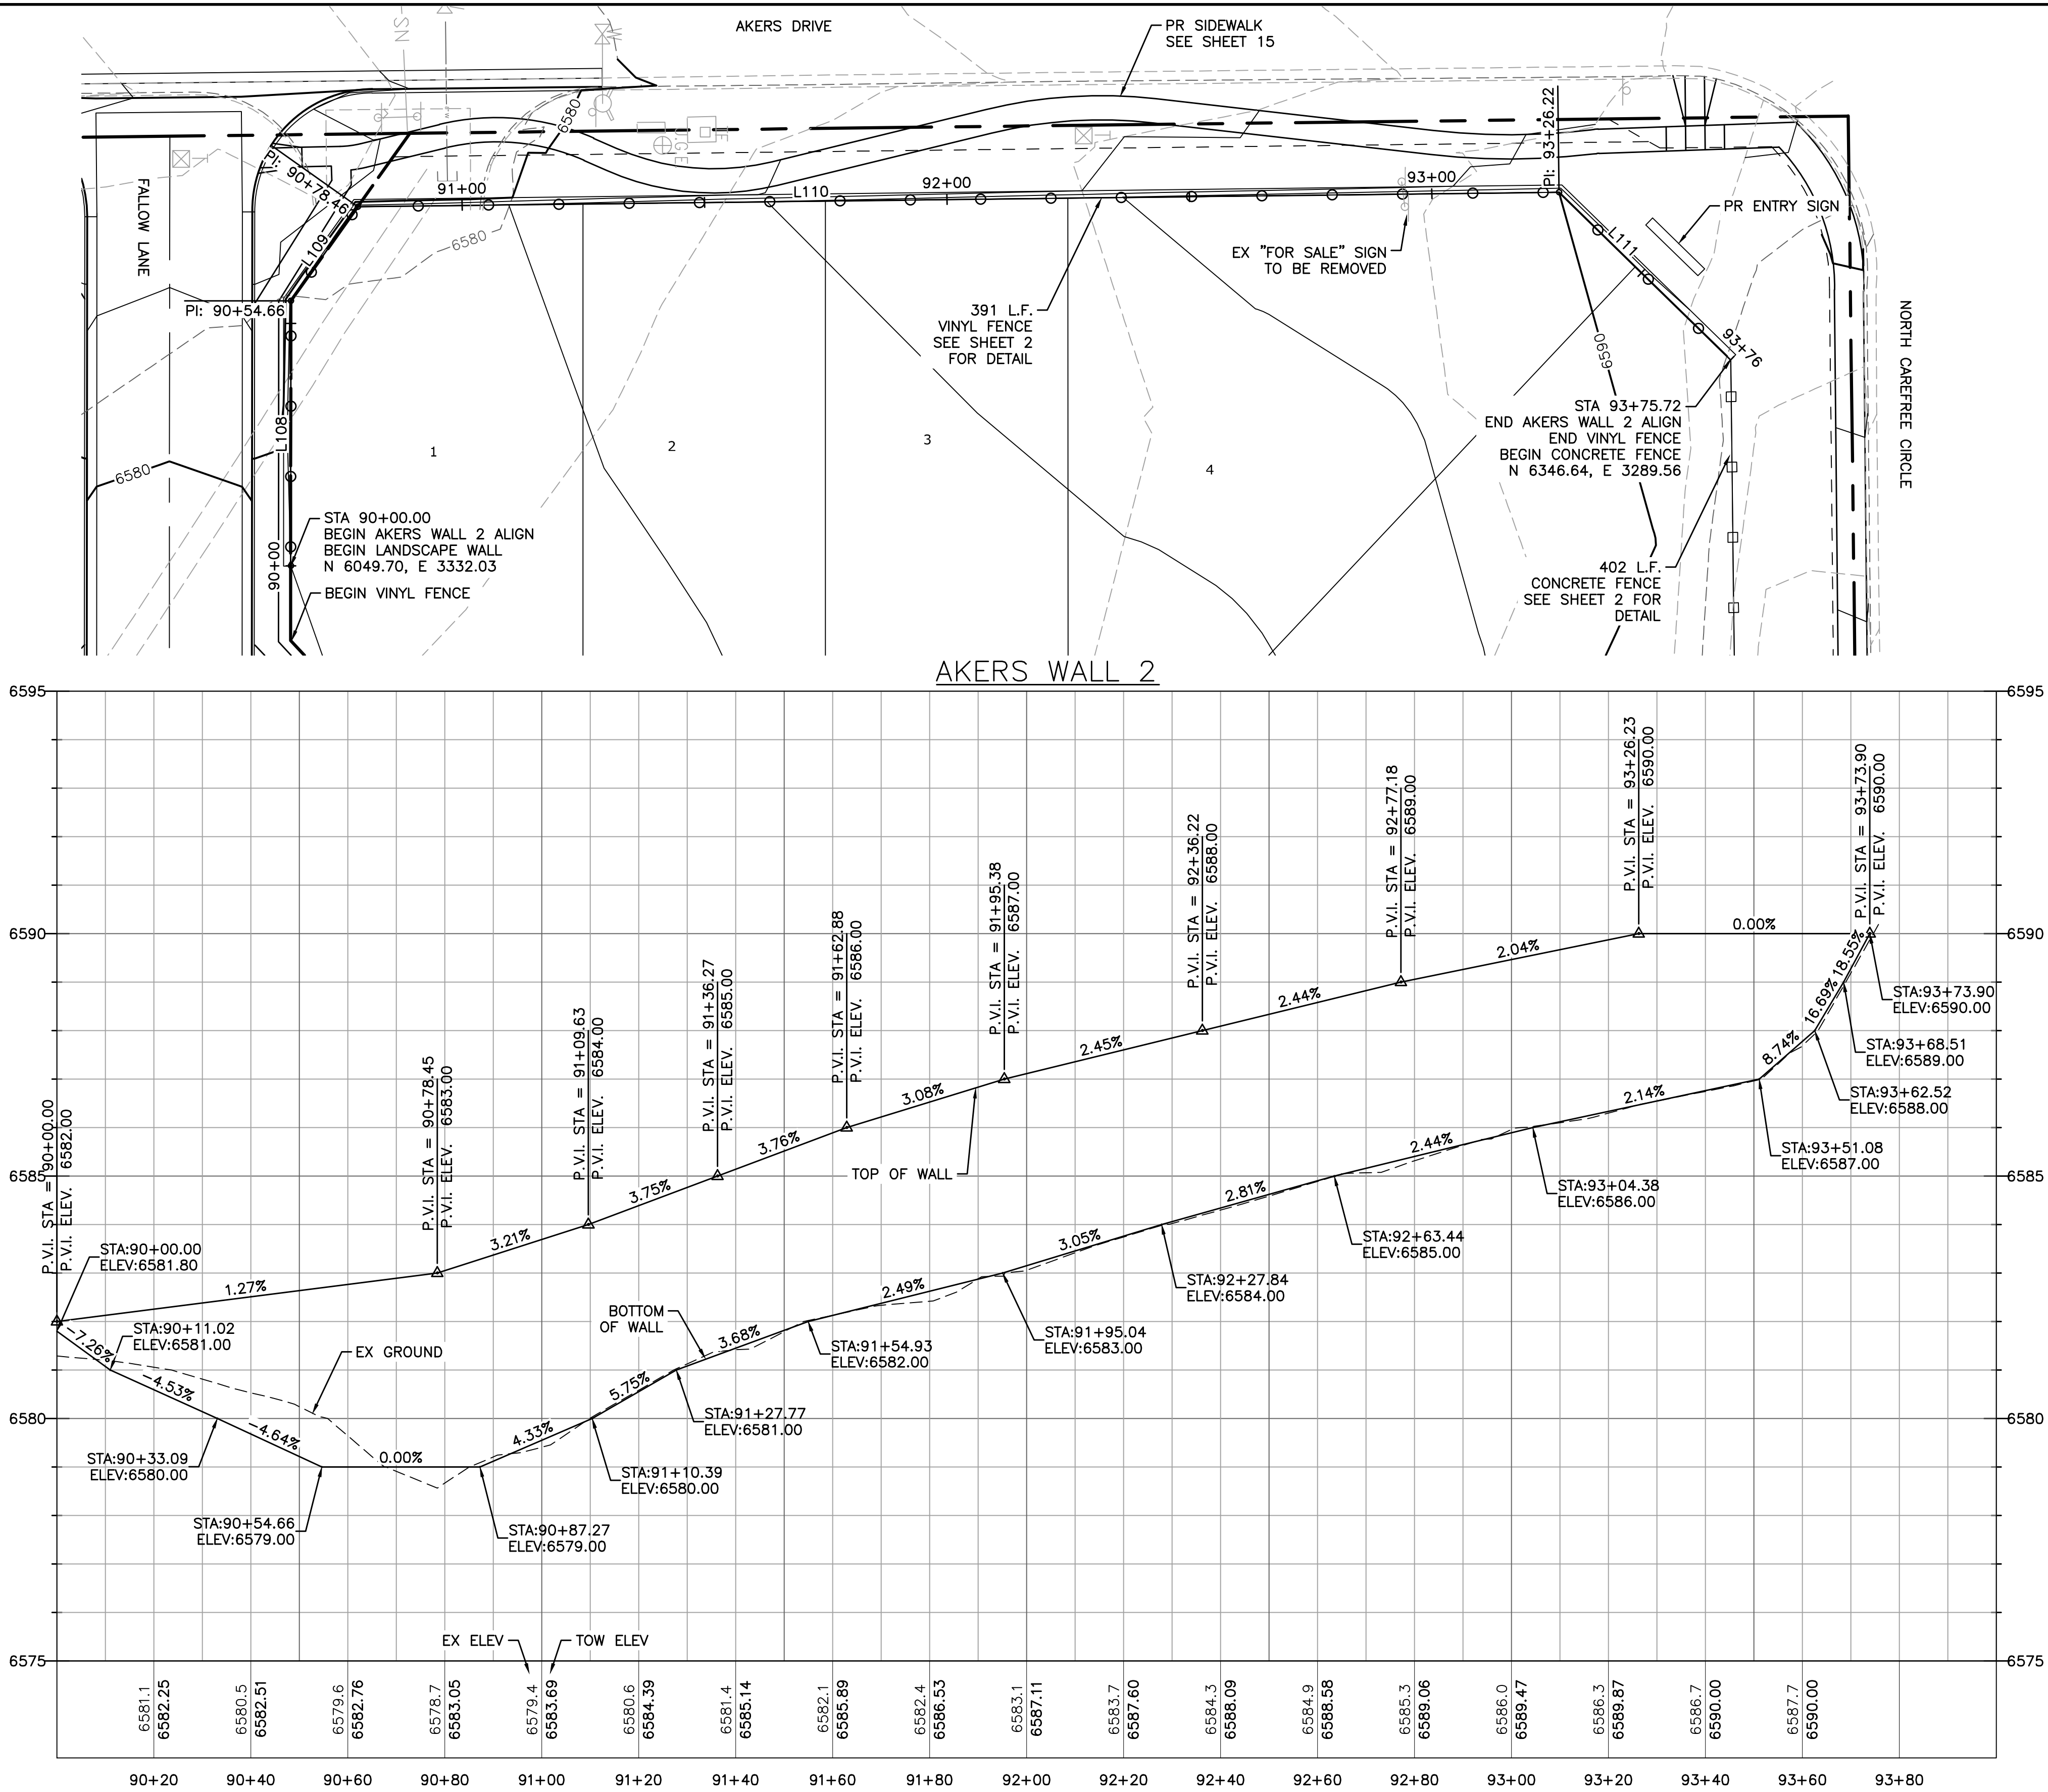 AKERS DRIVE
PR SIDEWALK
SEE SHEET 15
SN
W
6580
E
G.E
T
T
FALLOW LANE
PI:
90+78.46
91+00
L110
92+00
93+00
PI: 93+26.22
L109
6580
PI: 90+54.66
L108
90+00
6580
EX "FOR SALE" SIGN
TO BE REMOVED
391 L.F.
VINYL FENCE
SEE SHEET 2
FOR DETAIL
L111
PR ENTRY SIGN
93+76
6590
NORTH CAREFREE CIRCLE
STA 93+75.72
END AKERS WALL 2 ALIGN
END VINYL FENCE
BEGIN CONCRETE FENCE
N 6346.64, E 3289.56
1
2
3
4
STA 90+00.00
BEGIN AKERS WALL 2 ALIGN
BEGIN LANDSCAPE WALL
N 6049.70, E 3332.03
BEGIN VINYL FENCE
402 L.F.
CONCRETE FENCE
SEE SHEET 2 FOR
DETAIL
AKERS WALL 2
6595
6595
6590
6590
6585
6585
6580
6580
6575
6575
P.V.I. STA = 90+00.00
P.V.I. ELEV. 6582.00
P.V.I. STA = 90+78.45
P.V.I. ELEV. 6583.00
P.V.I. STA = 91+09.63
P.V.I. ELEV. 6584.00
P.V.I. STA = 91+36.27
P.V.I. ELEV. 6585.00
P.V.I. STA = 91+62.88
P.V.I. ELEV. 6586.00
P.V.I. STA = 91+95.38
P.V.I. ELEV. 6587.00
P.V.I. STA = 92+36.22
P.V.I. ELEV. 6588.00
P.V.I. STA = 92+77.18
P.V.I. ELEV. 6589.00
P.V.I. STA = 93+26.23
P.V.I. ELEV. 6590.00
P.V.I. STA = 93+73.90
P.V.I. ELEV. 6590.00
1.27%
3.21%
3.75%
3.76%
3.08%
2.45%
2.44%
2.04%
0.00%
TOP OF WALL
BOTTOM
OF WALL
EX GROUND
-7.26%
-4.53%
-4.64%
0.00%
4.33%
5.75%
3.68%
2.49%
3.05%
2.81%
2.44%
2.14%
8.74%
16.69%
18.55%
STA:90+00.00
ELEV:6581.80
STA:90+11.02
ELEV:6581.00
STA:90+33.09
ELEV:6580.00
STA:90+54.66
ELEV:6579.00
STA:90+87.27
ELEV:6579.00
STA:91+10.39
ELEV:6580.00
STA:91+27.77
ELEV:6581.00
STA:91+54.93
ELEV:6582.00
STA:91+95.04
ELEV:6583.00
STA:92+27.84
ELEV:6584.00
STA:92+63.44
ELEV:6585.00
STA:93+04.38
ELEV:6586.00
STA:93+51.08
ELEV:6587.00
STA:93+62.52
ELEV:6588.00
STA:93+68.51
ELEV:6589.00
STA:93+73.90
ELEV:6590.00
EX ELEV
TOW ELEV
6581.1
6582.25
6580.5
6582.51
6579.6
6582.76
6578.7
6583.05
6579.4
6583.69
6580.6
6584.39
6581.4
6585.14
6582.1
6585.89
6582.4
6586.53
6583.1
6587.11
6583.7
6587.60
6584.3
6588.09
6584.9
6588.58
6585.3
6589.06
6586.0
6589.47
6586.3
6589.87
6586.7
6590.00
6587.7
6590.00
90+20
90+40
90+60
90+80
91+00
91+20
91+40
91+60
91+80
92+00
92+20
92+40
92+60
92+80
93+00
93+20
93+40
93+60
93+80